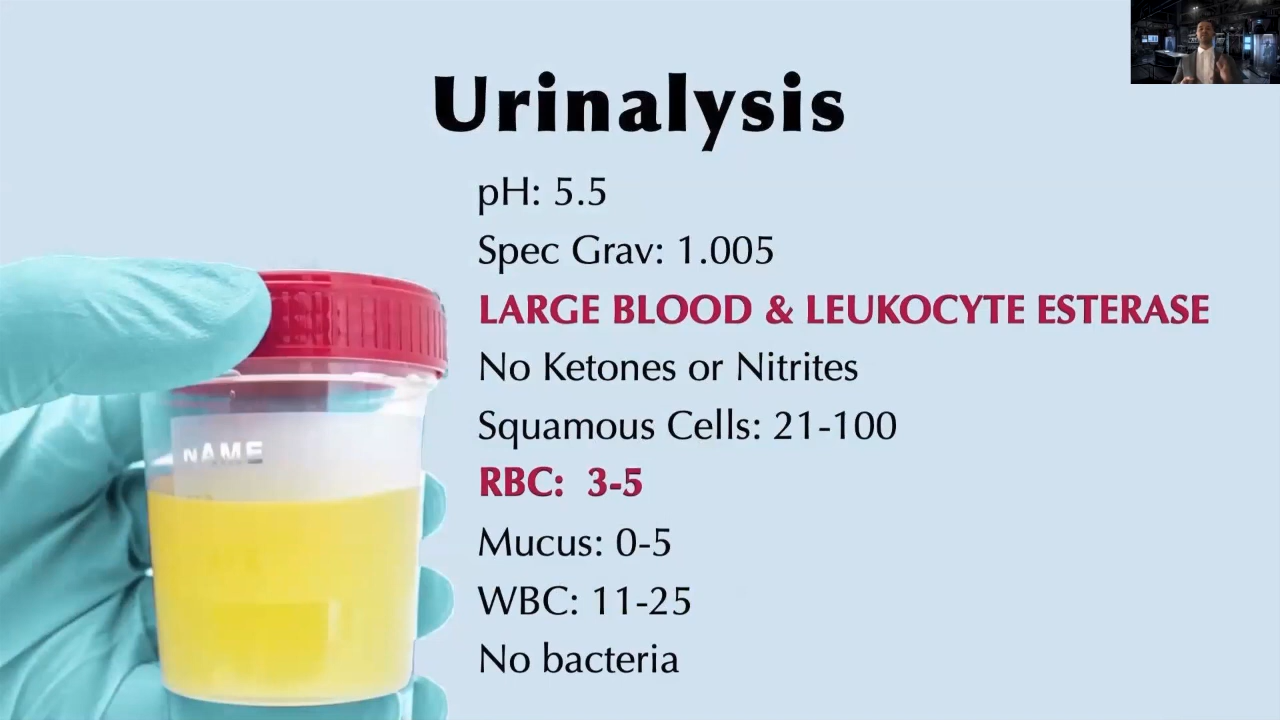 Urinalysis
pH: 5.5
Spec Grav: 1.005
LARGE BLOOD & LEUKOCYTE ESTERASE
No Ketones or Nitrites
Squamous Cells: 21-100
RBC: 3-5
Mucus: 0-5
WBC: 11-25
No bacteria
NAME